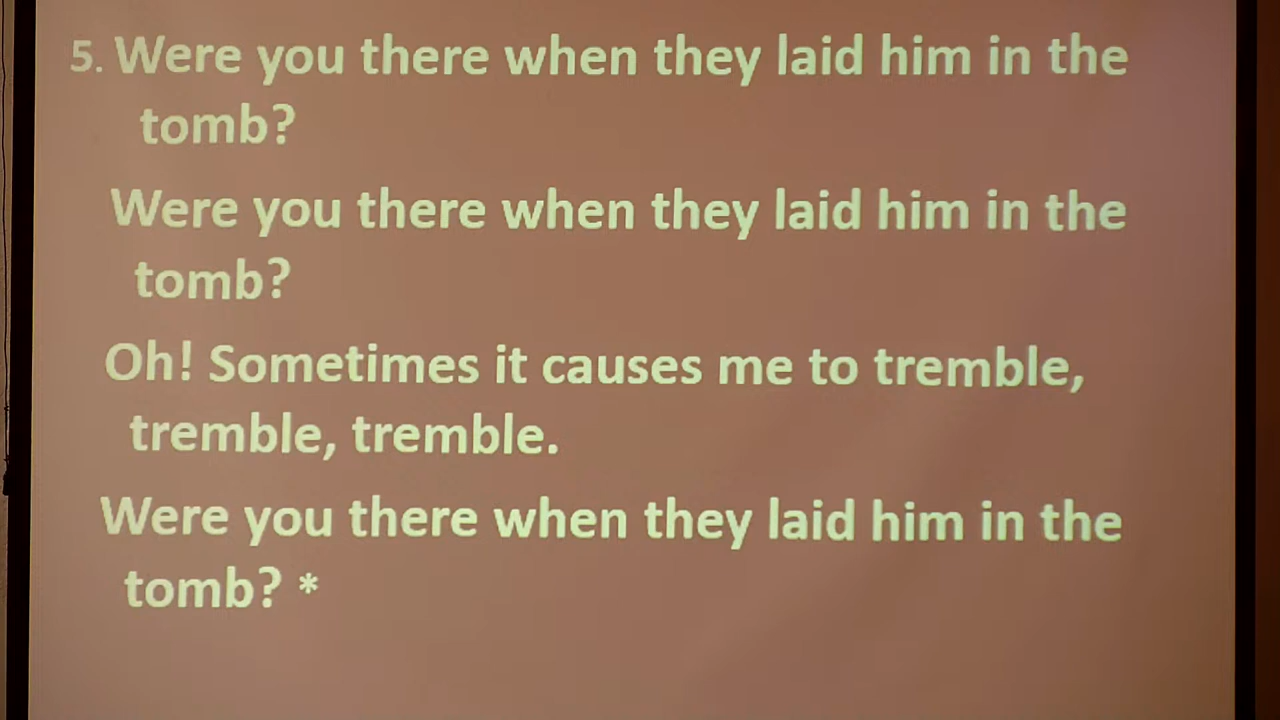 5. Were you there when they laid him in the
tomb?
Were you there when they laid him in the
tomb?
Oh! Sometimes it causes me to tremble,
tremble, tremble.
Were you there when they laid him in the
tomb? *